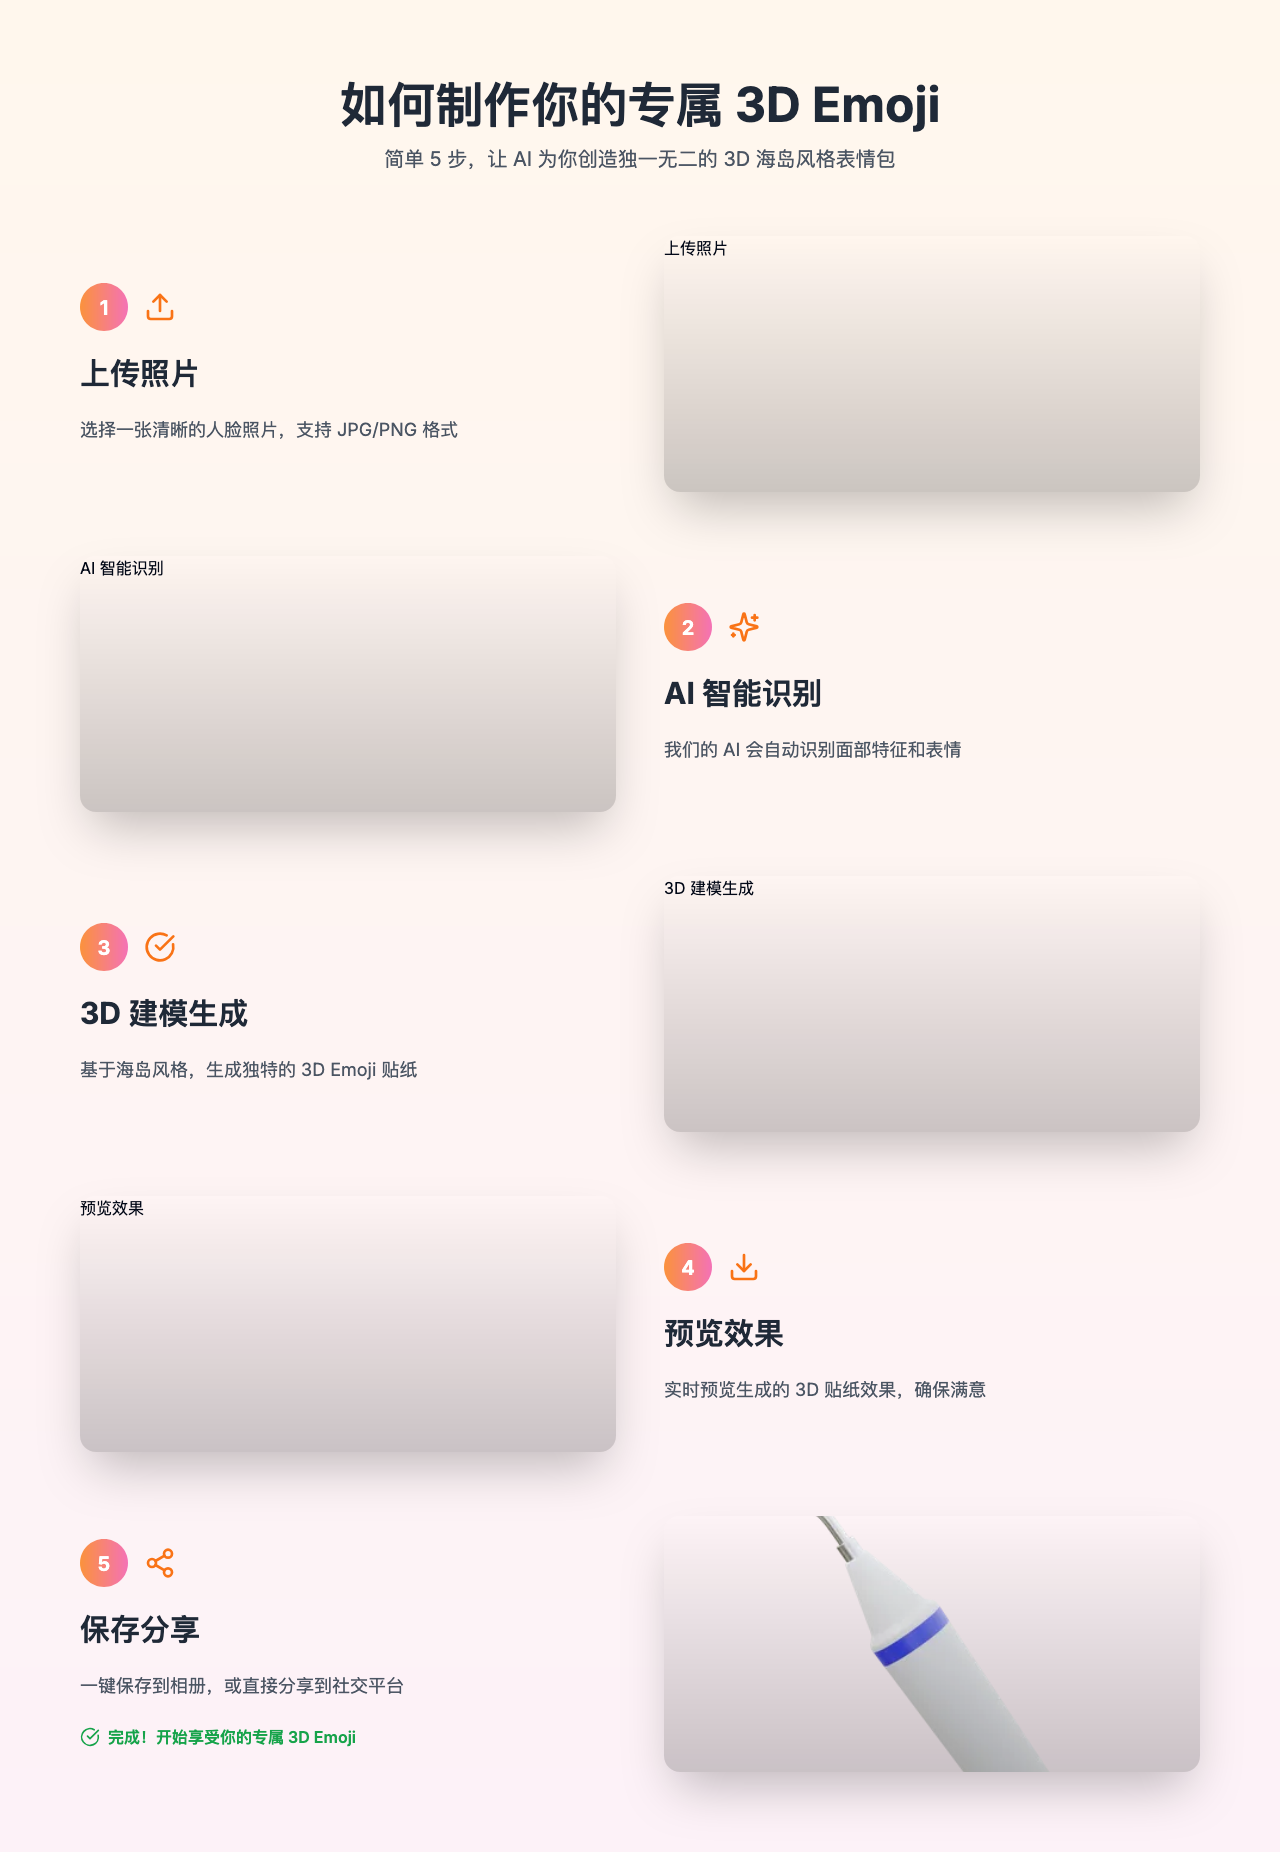 如何制作你的专属 3D Emoji
简单 5 步，让 AI 为你创造独一无二的 3D 海岛风格表情包
1
上传照片
选择一张清晰的人脸照片，支持 JPG/PNG 格式
上传照片
AI 智能识别
2
AI 智能识别
我们的 AI 会自动识别面部特征和表情
3
3D 建模生成
基于海岛风格，生成独特的 3D Emoji 贴纸
3D 建模生成
预览效果
4
预览效果
实时预览生成的 3D 贴纸效果，确保满意
5
保存分享
一键保存到相册，或直接分享到社交平台
完成！开始享受你的专属 3D Emoji